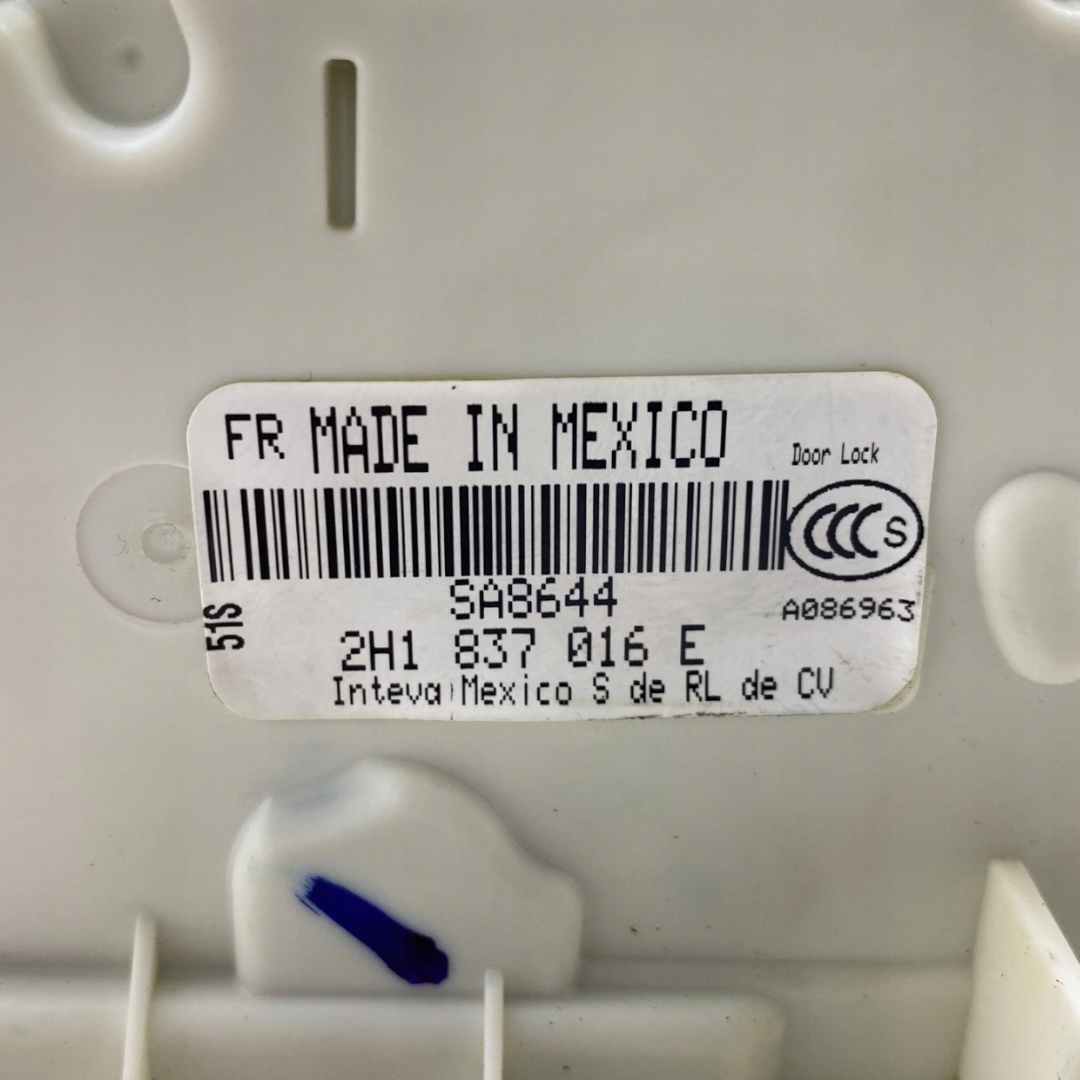 FR MADE IN MEXICO
Door Lock
CCC S
SA8644
A086963
51S
2H1 837 016 E
Inteva Mexico S de RL de CV